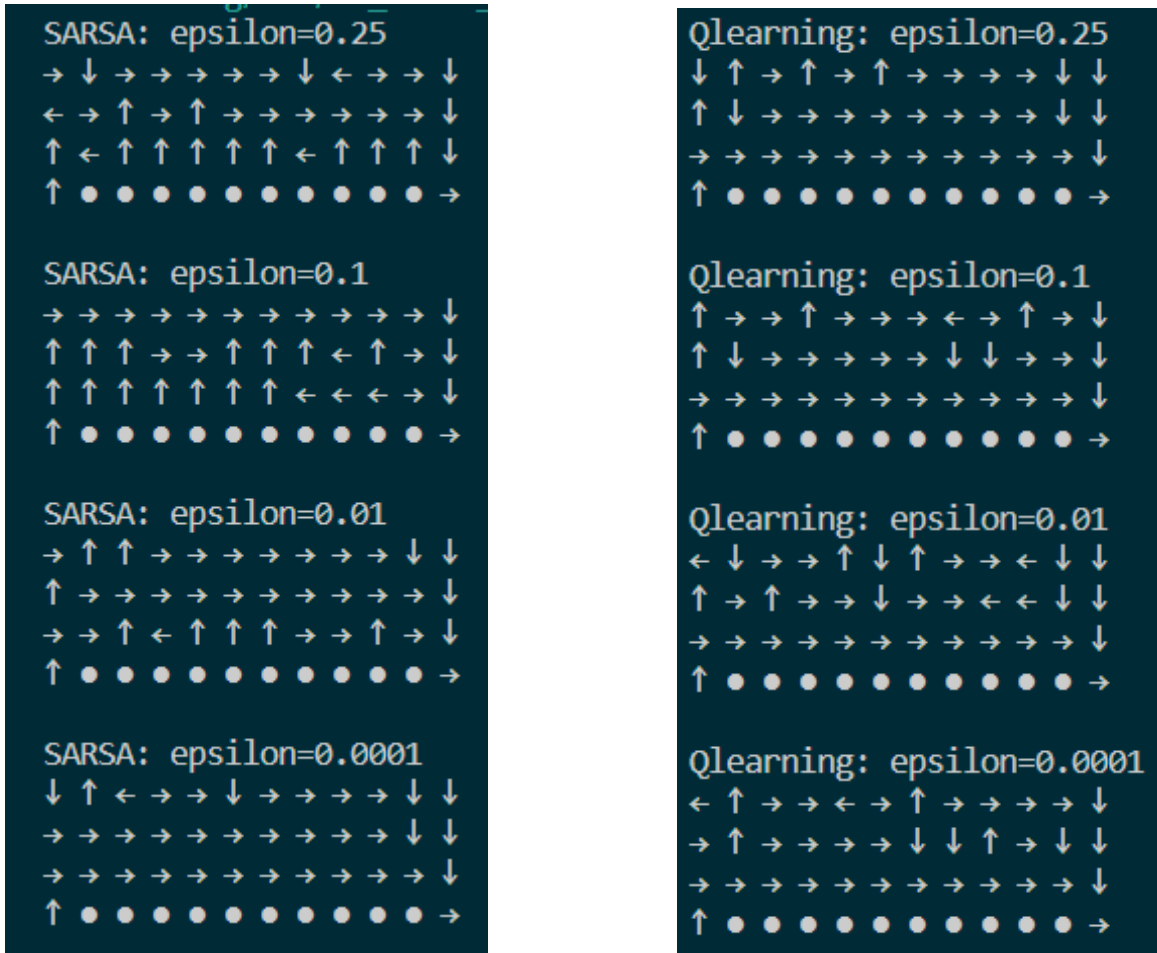 SARSA: epsilon=0.25
→ ↓ → → → → → ↓ ← → → ↓
← → ↑ → ↑ → → → → → → ↓
↑ ← ↑ ↑ ↑ ↑ ↑ ← ↑ ↑ ↑ ↓
↑ ● ● ● ● ● ● ● ● ● ● →
SARSA: epsilon=0.1
→ → → → → → → → → → → ↓
↑ ↑ ↑ → → ↑ ↑ ↑ ← ↑ → ↓
↑ ↑ ↑ ↑ ↑ ↑ ↑ ← ← ← → ↓
↑ ● ● ● ● ● ● ● ● ● ● →
SARSA: epsilon=0.01
→ ↑ ↑ → → → → → → → ↓ ↓
↑ → → → → → → → → → → ↓
→ → ↑ ← ↑ ↑ ↑ → → ↑ → ↓
↑ ● ● ● ● ● ● ● ● ● ● →
SARSA: epsilon=0.0001
↓ ↑ ← → → ↓ → → → → ↓ ↓
→ → → → → → → → → → ↓ ↓
→ → → → → → → → → → → ↓
↑ ● ● ● ● ● ● ● ● ● ● →
Qlearning: epsilon=0.25
↓ ↑ → ↑ → ↑ → → → → ↓ ↓
↑ ↓ → → → → → → → → ↓ ↓
→ → → → → → → → → → → ↓
↑ ● ● ● ● ● ● ● ● ● ● →
Qlearning: epsilon=0.1
↑ → → ↑ → → → ← → ↑ → ↓
↑ ↓ → → → → → ↓ ↓ → → ↓
→ → → → → → → → → → → ↓
↑ ● ● ● ● ● ● ● ● ● ● →
Qlearning: epsilon=0.01
← ↓ → → ↑ ↓ ↑ → → ← ↓ ↓
↑ → ↑ → → ↓ → → ← ← ↓ ↓
→ → → → → → → → → → → ↓
↑ ● ● ● ● ● ● ● ● ● ● →
Qlearning: epsilon=0.0001
← ↑ → → ← → ↑ → → → → ↓
→ ↑ → → → → ↓ ↓ ↑ → ↓ ↓
→ → → → → → → → → → → ↓
↑ ● ● ● ● ● ● ● ● ● ● →